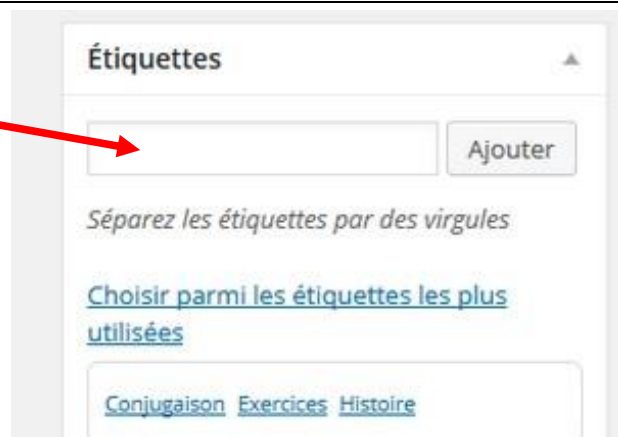 Étiquettes
Ajouter
Séparez les étiquettes par des virgules
Choisir parmi les étiquettes les plus
utilisées
Conjugaison Exercices Histoire